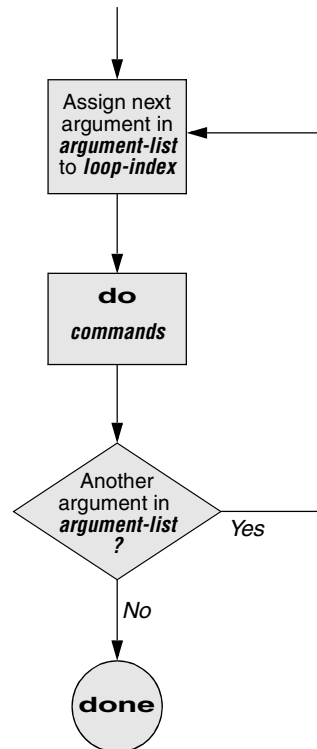 Assign next
argument in
argument-list
to loop-index
do
commands
Another
argument in
argument-list
?
Yes
No
done